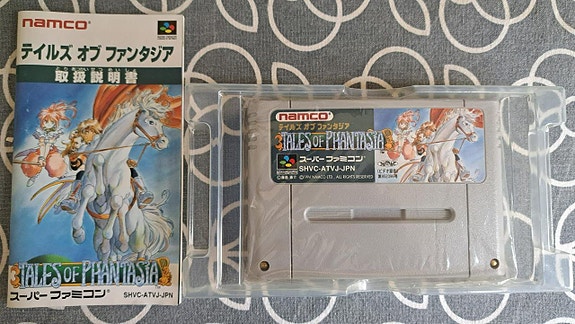 namco
テイルズ オブ ファンタジア
取扱説明書
TALES OF PHANTASIA
スーパーファミコン
SHVC-ATVJ-JPN
namco
テイルズ オブ ファンタジア
TALES OF PHANTASIA
スーパーファミコン
SHVC-ATVJ-JPN